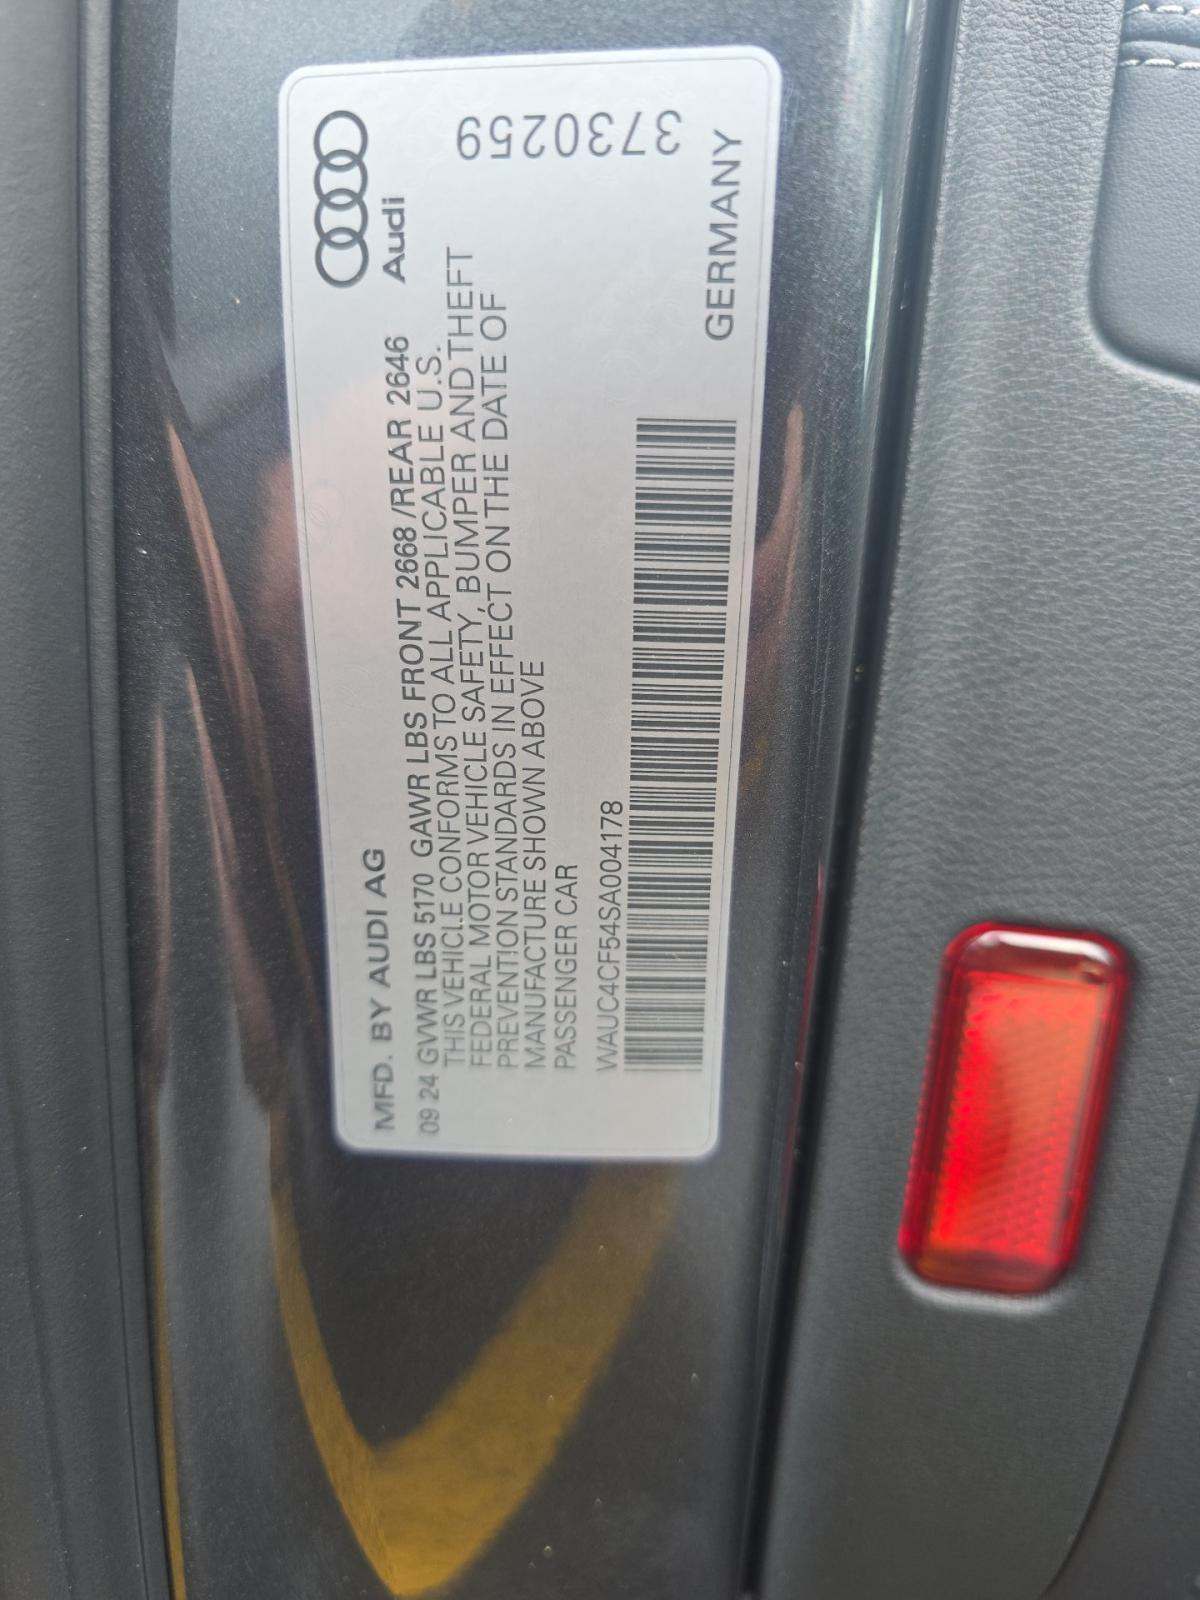 MFD. BY AUDI AG
Audi
09 24 GVWR LBS 5170 GAWR LBS FRONT 2668 /REAR 2646
THIS VEHICLE CONFORMS TO ALL APPLICABLE U.S.
FEDERAL MOTOR VEHICLE SAFETY, BUMPER AND THEFT
PREVENTION STANDARDS IN EFFECT ON THE DATE OF
MANUFACTURE SHOWN ABOVE
PASSENGER CAR
WAUC4CF54SA004178
3730259
GERMANY